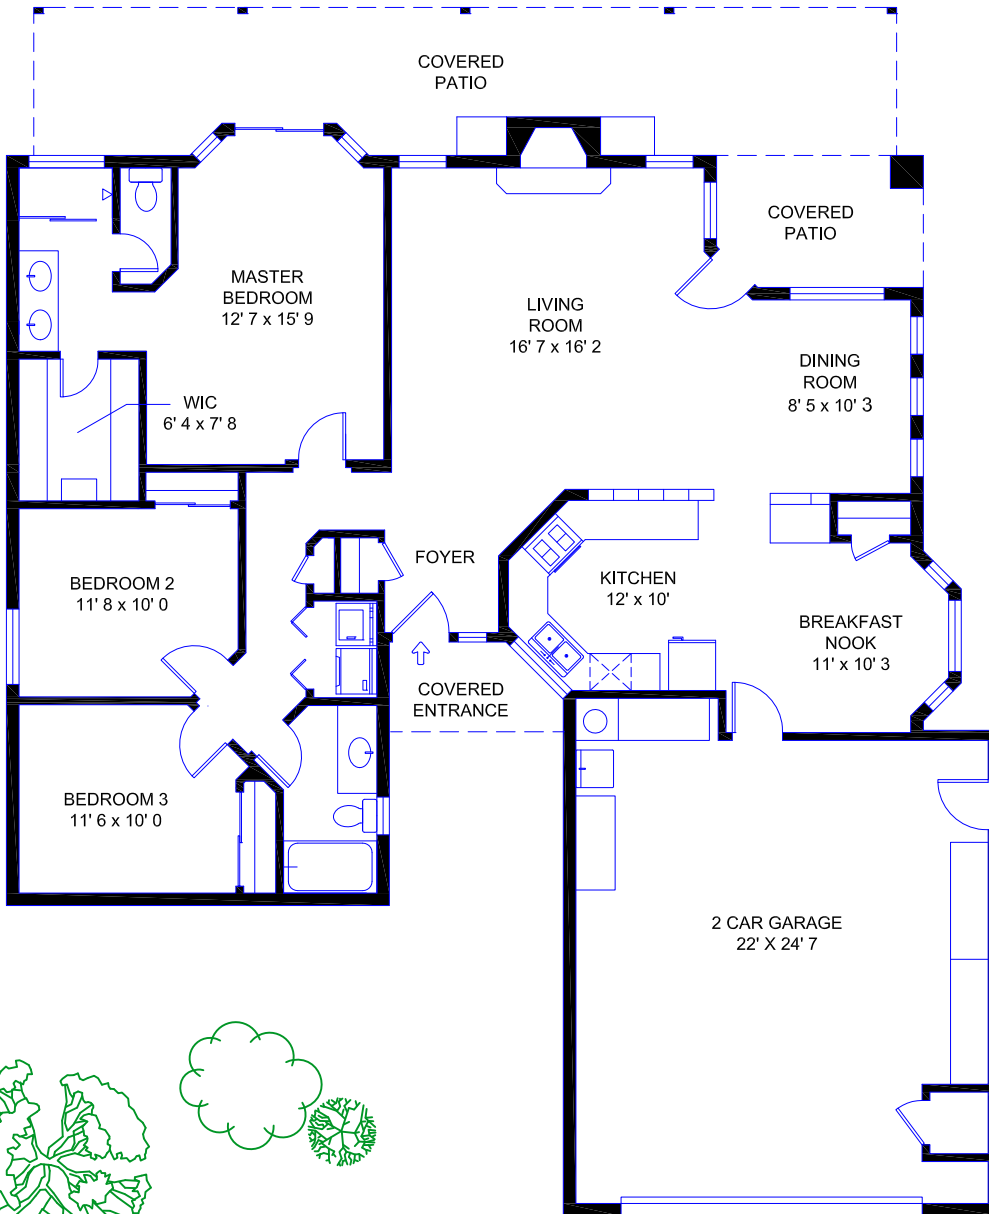 COVERED
PATIO
COVERED
PATIO
MASTER
BEDROOM
12' 7 x 15' 9
LIVING
ROOM
16' 7 x 16' 2
DINING
ROOM
8' 5 x 10' 3
WIC
6' 4 x 7' 8
FOYER
BEDROOM 2
11' 8 x 10' 0
KITCHEN
12' x 10'
BREAKFAST
NOOK
11' x 10' 3
COVERED
ENTRANCE
BEDROOM 3
11' 6 x 10' 0
2 CAR GARAGE
22' X 24' 7